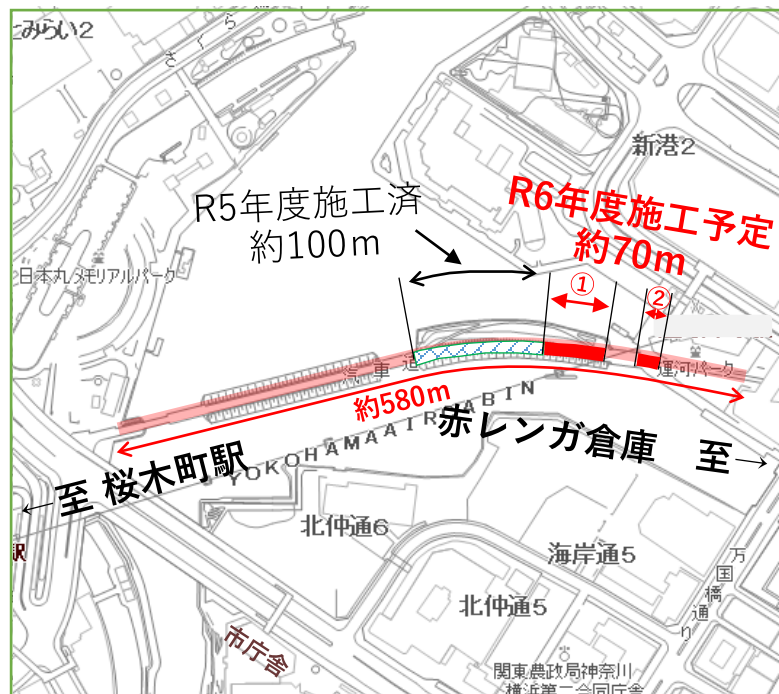 とみらい2
さくら
新港2
R5年度施工済
約100m
R6年度施工予定
約70m
①
②
日本丸メモリアルパーク
汽車道
運河パーク
約580m
YOKOHAMA AIR CABIN
赤レンガ倉庫 至→
←至 桜木町駅
駅
北仲通6
海岸通5
万国橋通り
北仲通5
市庁舎
関東農政局神奈川
横浜第二合同庁舎